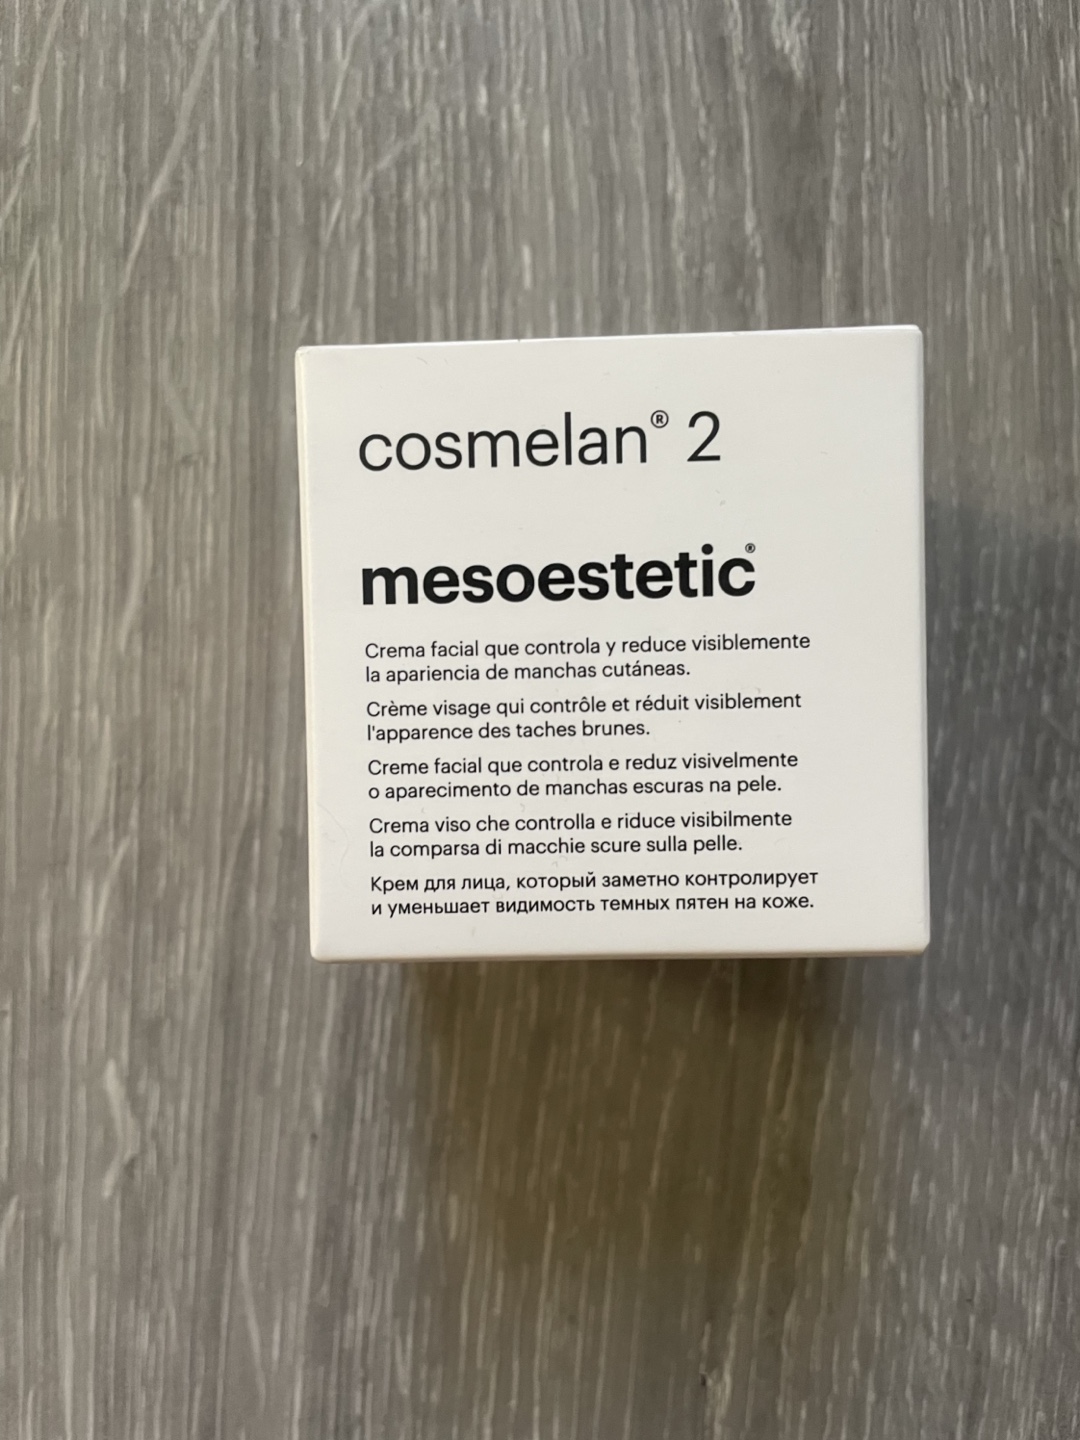 cosmelan® 2
mesoestetic®
Crema facial que controla y reduce visiblemente
la apariencia de manchas cutáneas.
Crème visage qui contrôle et réduit visiblement
l'apparence des taches brunes.
Creme facial que controla e reduz visivelmente
o aparecimento de manchas escuras na pele.
Crema viso che controlla e riduce visibilmente
la comparsa di macchie scure sulla pelle.
Крем для лица, который заметно контролирует
и уменьшает видимость темных пятен на коже.